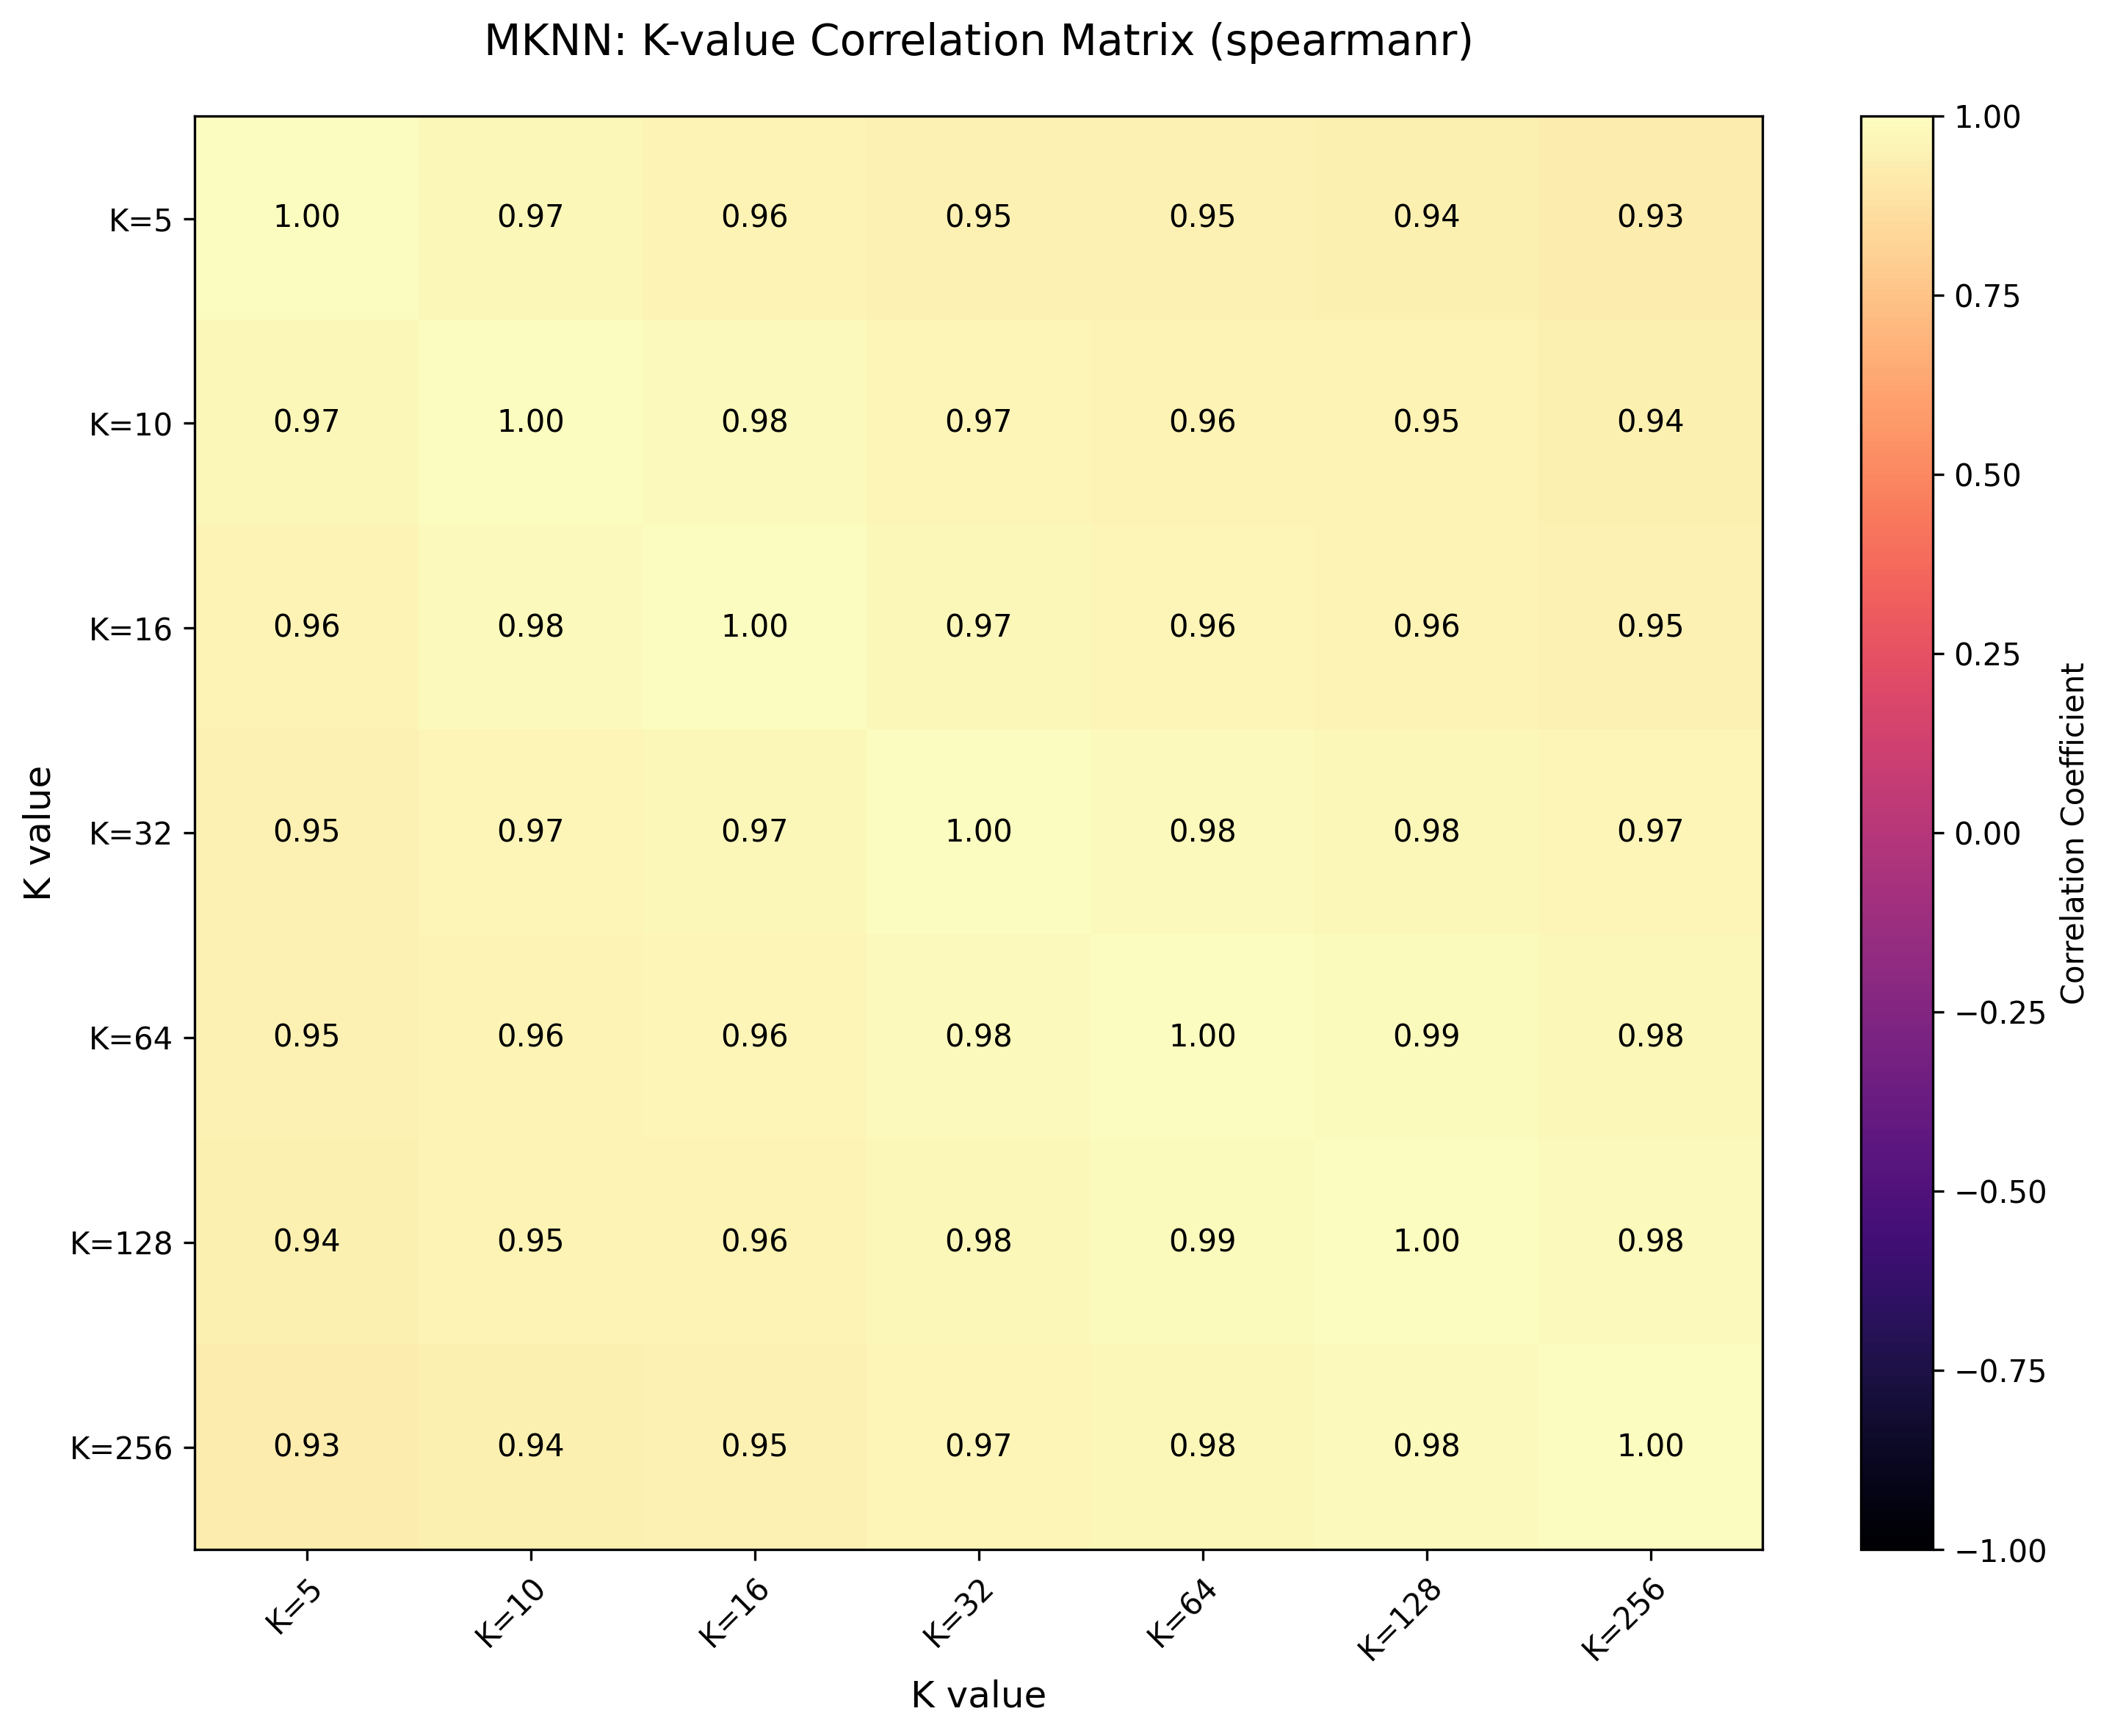 MKNN: K-value Correlation Matrix (spearmanr)
K value
K=5 1.00 0.97 0.96 0.95 0.95 0.94 0.93
K=10 0.97 1.00 0.98 0.97 0.96 0.95 0.94
K=16 0.96 0.98 1.00 0.97 0.96 0.96 0.95
K=32 0.95 0.97 0.97 1.00 0.98 0.98 0.97
K=64 0.95 0.96 0.96 0.98 1.00 0.99 0.98
K=128 0.94 0.95 0.96 0.98 0.99 1.00 0.98
K=256 0.93 0.94 0.95 0.97 0.98 0.98 1.00
K=5 K=10 K=16 K=32 K=64 K=128 K=256
K value
1.00
0.75
0.50
0.25
0.00
−0.25
−0.50
−0.75
−1.00
Correlation Coefficient